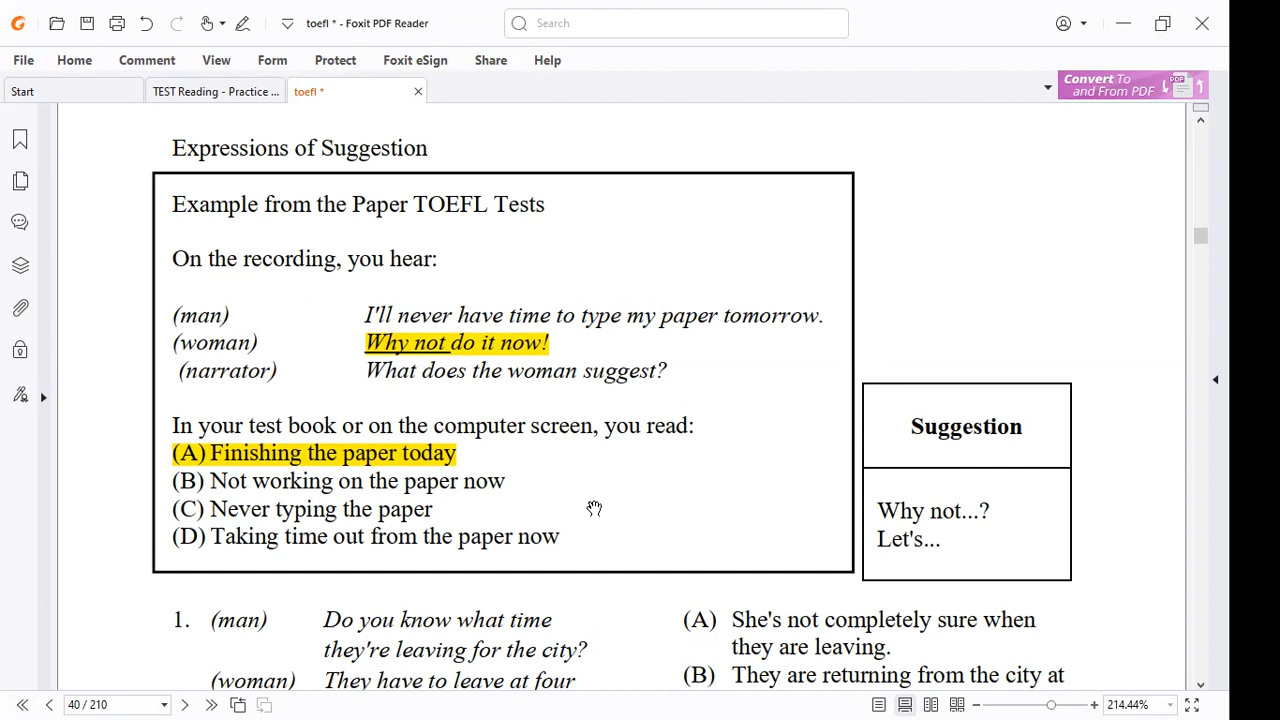 toefl * - Foxit PDF Reader
Search
File Home Comment View Form Protect Foxit eSign Share Help
Start
TEST Reading - Practice ...
toefl *
Convert To
and From PDF
PDF
Expressions of Suggestion
Example from the Paper TOEFL Tests
On the recording, you hear:
(man) I'll never have time to type my paper tomorrow.
(woman) Why not do it now!
(narrator) What does the woman suggest?
In your test book or on the computer screen, you read:
(A) Finishing the paper today
(B) Not working on the paper now
(C) Never typing the paper
(D) Taking time out from the paper now
Suggestion
Why not...?
Let's...
1. (man) Do you know what time
they're leaving for the city?
(woman) They have to leave at four
(A) She's not completely sure when
they are leaving.
(B) They are returning from the city at
40 / 210
214.44%